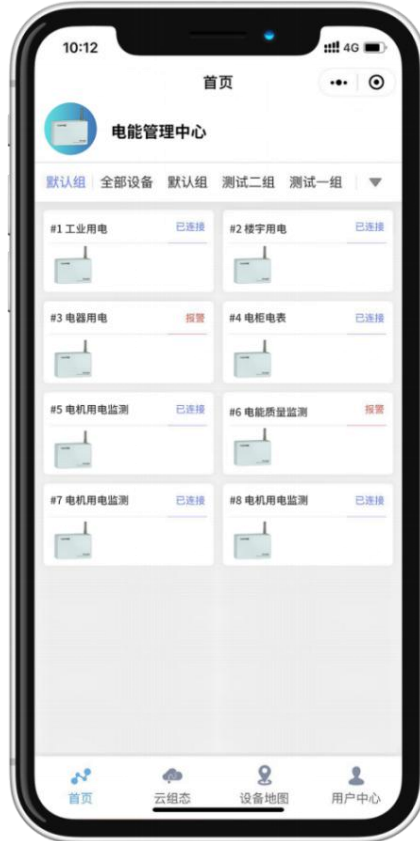 10:12
4G
首页
电能管理中心
默认组 全部设备 默认组 测试二组 测试一组
#1 工业用电 已连接
#2 楼宇用电 已连接
#3 电器用电 报警
#4 电柜电表 已连接
#5 电机用电监测 已连接
#6 电能质量监测 报警
#7 电机用电监测 已连接
#8 电机用电监测 已连接
首页 云组态 设备地图 用户中心